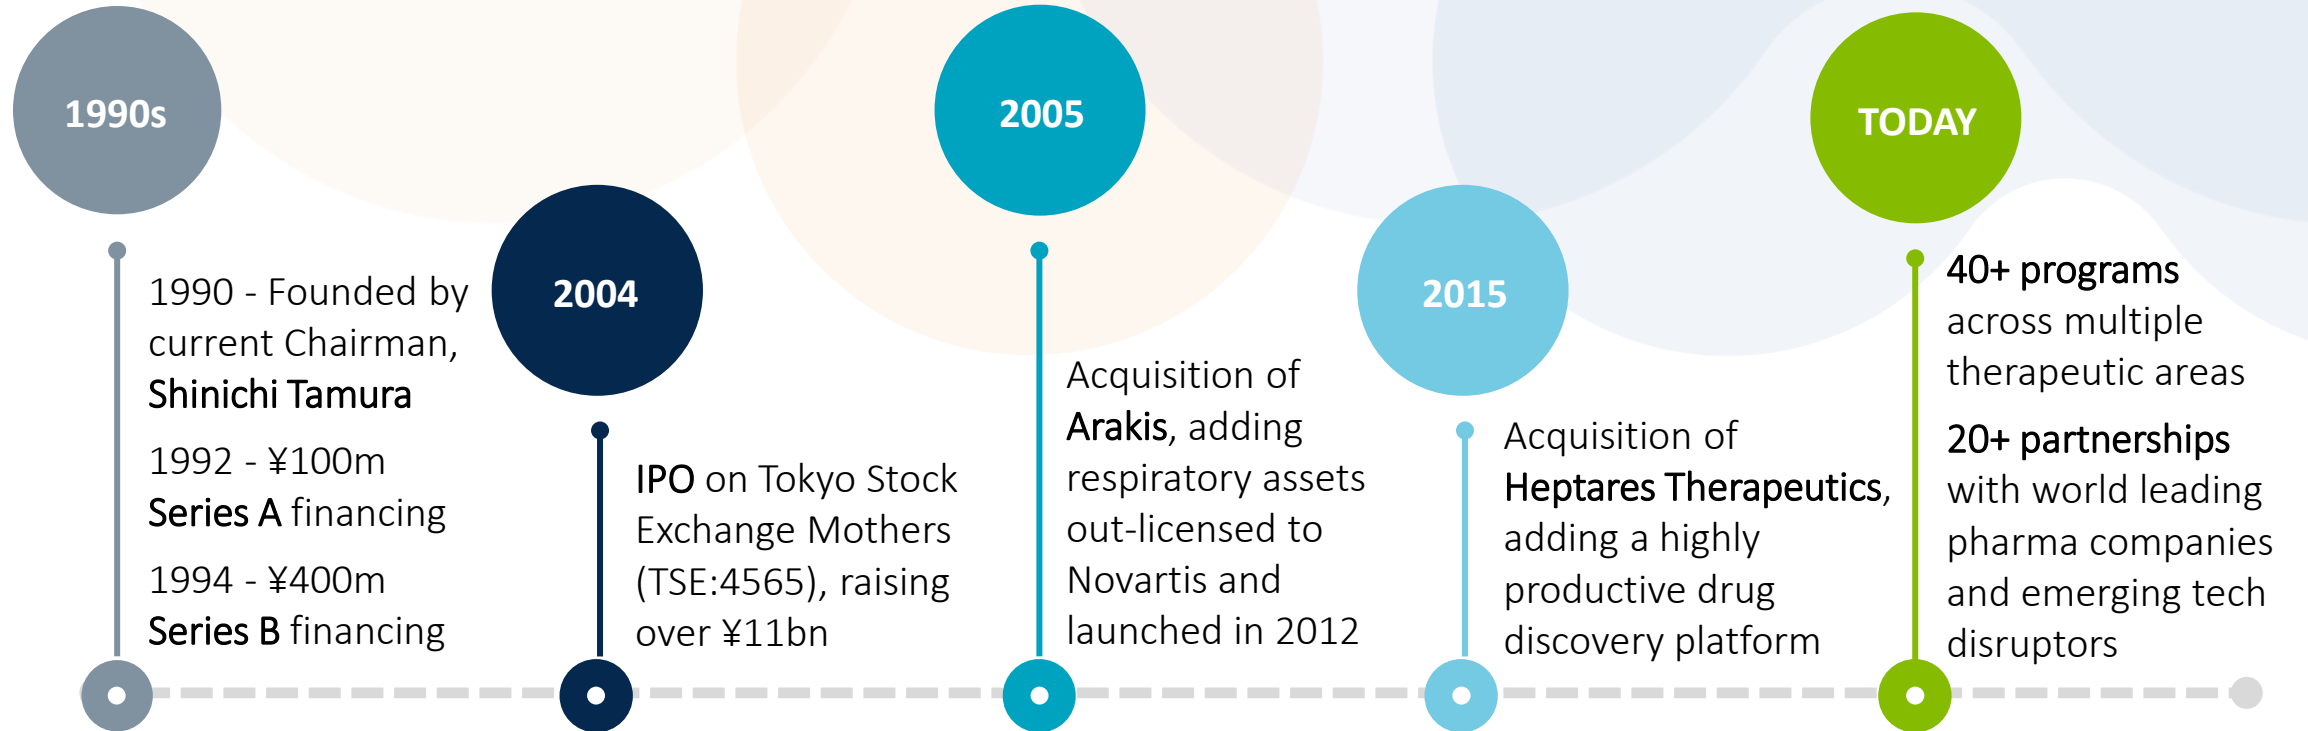 1990s
1990 - Founded by
current Chairman,
Shinichi Tamura
1992 - ¥100m
Series A financing
1994 - ¥400m
Series B financing
2004
IPO on Tokyo Stock
Exchange Mothers
(TSE:4565), raising
over ¥11bn
2005
Acquisition of
Arakis, adding
respiratory assets
out-licensed to
Novartis and
launched in 2012
2015
Acquisition of
Heptares Therapeutics,
adding a highly
productive drug
discovery platform
TODAY
40+ programs
across multiple
therapeutic areas
20+ partnerships
with world leading
pharma companies
and emerging tech
disruptors